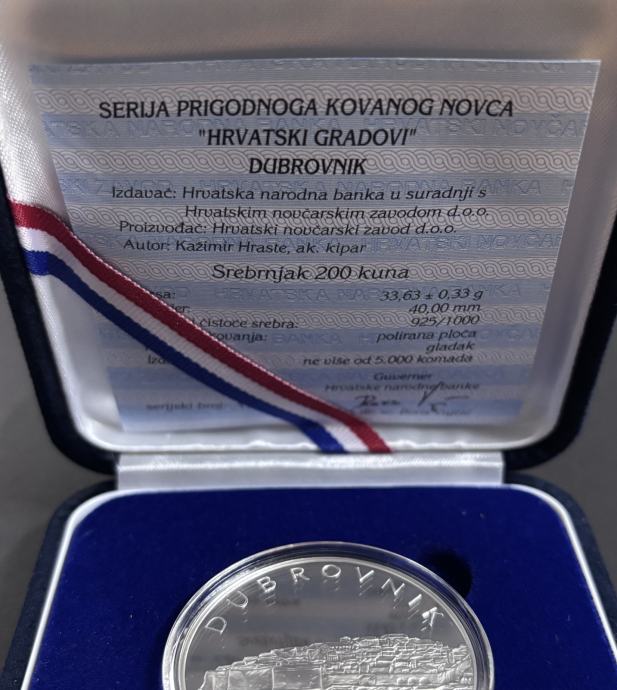 SERIJA PRIGODNOGA KOVANOG NOVCA
"HRVATSKI GRADOVI"
DUBROVNIK
Izdavač: Hrvatska narodna banka u suradnji s
Hrvatskim novčarskim zavodom d.o.o.
Proizvođač: Hrvatski novčarski zavod d.o.o.
Autor: Kažimir Hraste, ak. kipar
Srebrnjak 200 kuna
33,63 ± 0,33 g
40,00 mm
čistoće srebra: 925/1000
polirana ploča
gladak
ne više od 5.000 komada
Guverner
Hrvatske narodne banke
serijski broj
DUBROVNIK